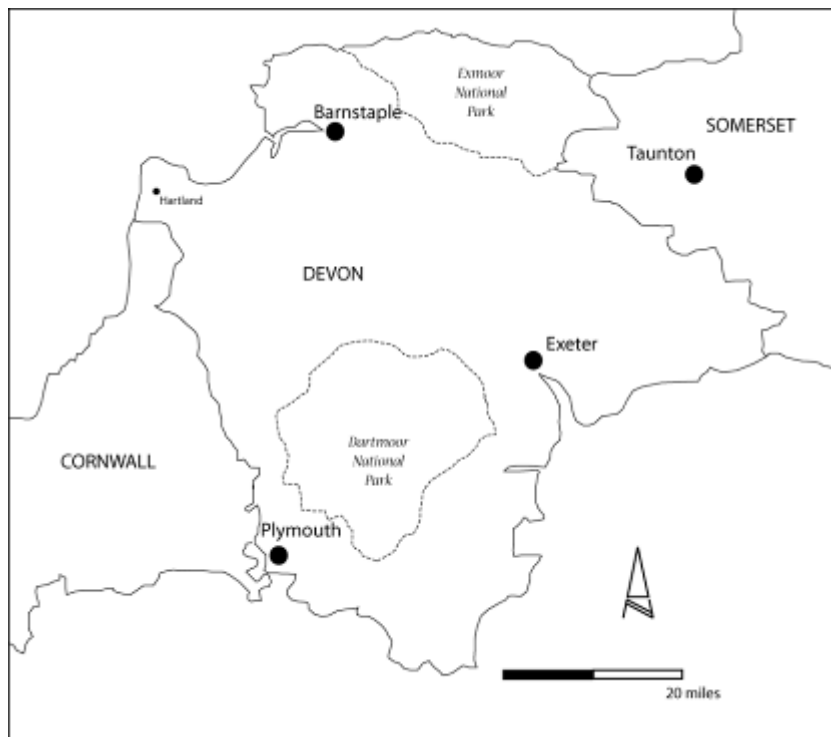 Exmoor
National
Park
Barnstaple
SOMERSET
Taunton
Hartland
DEVON
Exeter
Dartmoor
National
Park
CORNWALL
Plymouth
20 miles